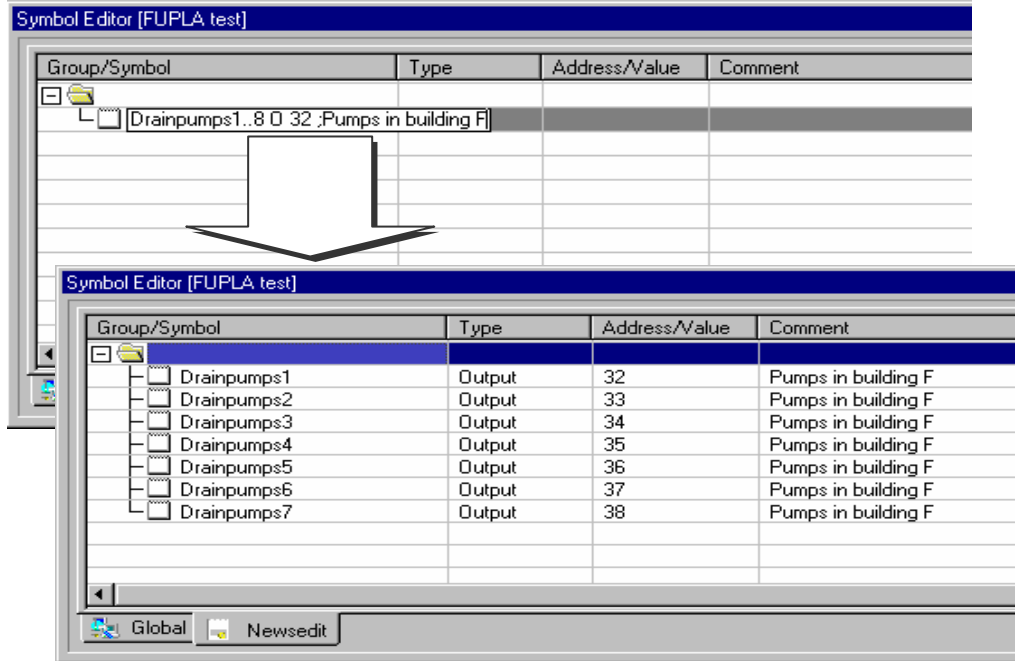 Symbol Editor [FUPLA test]
Group/Symbol Type Address/Value Comment
Drainpumps1..8 O 32 ;Pumps in building F
Symbol Editor [FUPLA test]
Group/Symbol Type Address/Value Comment
Drainpumps1 Output 32 Pumps in building F
Drainpumps2 Output 33 Pumps in building F
Drainpumps3 Output 34 Pumps in building F
Drainpumps4 Output 35 Pumps in building F
Drainpumps5 Output 36 Pumps in building F
Drainpumps6 Output 37 Pumps in building F
Drainpumps7 Output 38 Pumps in building F
Global Newsedit